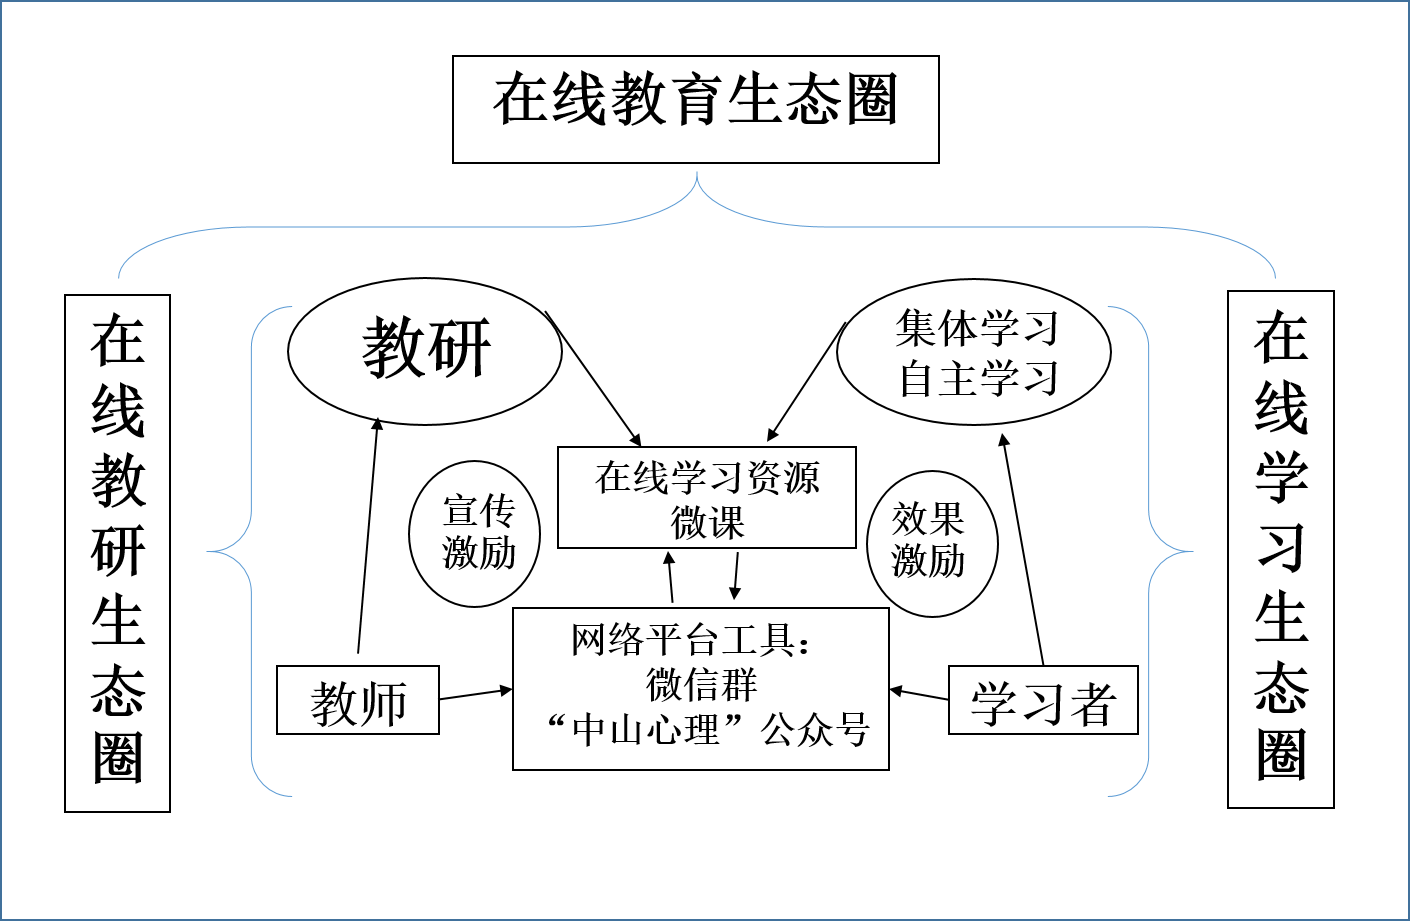 在线教育生态圈
在线教研生态圈
教研
集体学习
自主学习
在线学习生态圈
在线学习资源
微课
宣传
激励
效果
激励
网络平台工具：
微信群
“中山心理”公众号
教师
学习者